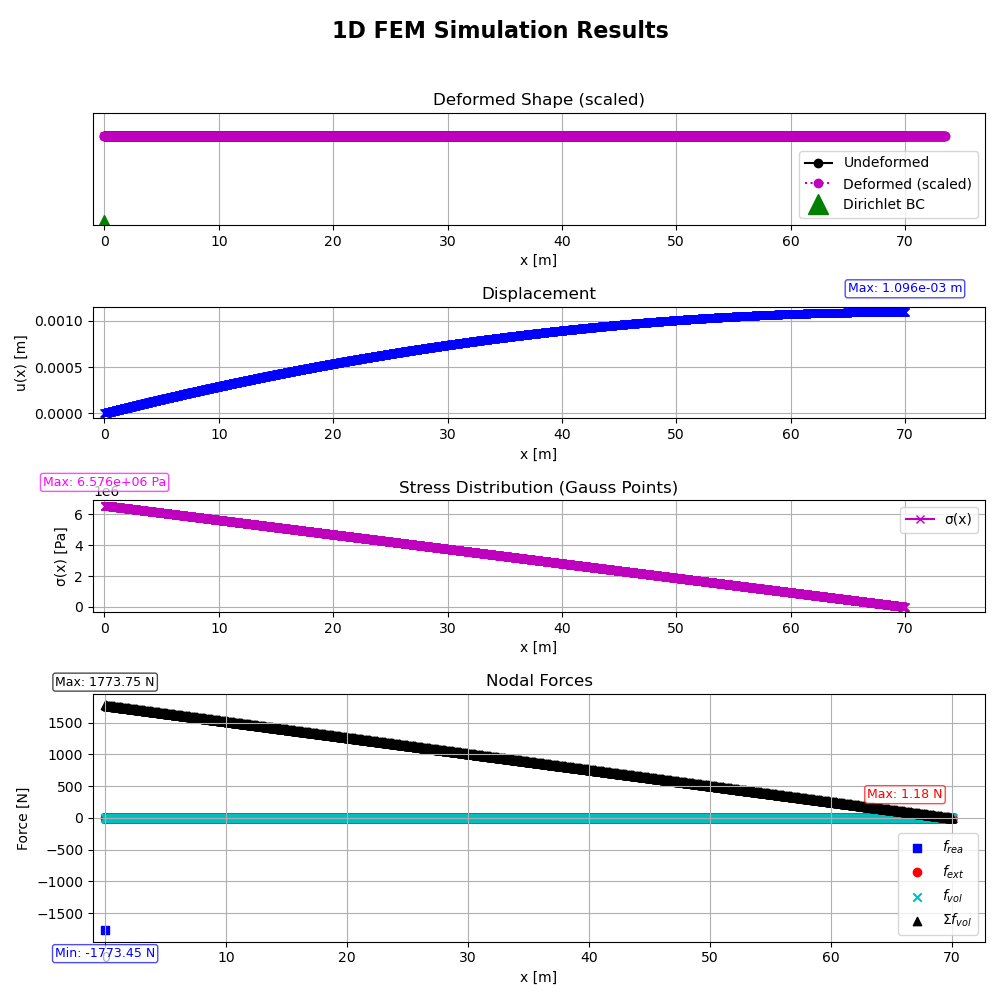 1D FEM Simulation Results
Deformed Shape (scaled)
Undeformed
Deformed (scaled)
Dirichlet BC
0 10 20 30 40 50 60 70
x [m]
Max: 1.096e-03 m
Displacement
0.0010
0.0005
0.0000
u(x) [m]
0 10 20 30 40 50 60 70
x [m]
Max: 6.576e+06 Pa
1e6
Stress Distribution (Gauss Points)
σ(x)
6
4
2
0
σ(x) [Pa]
0 10 20 30 40 50 60 70
x [m]
Nodal Forces
Max: 1773.75 N
1500
1000
500
0
−500
−1000
−1500
Force [N]
Max: 1.18 N
f_rea
f_ext
f_vol
Σf_vol
Min: -1773.45 N
0 10 20 30 40 50 60 70
x [m]